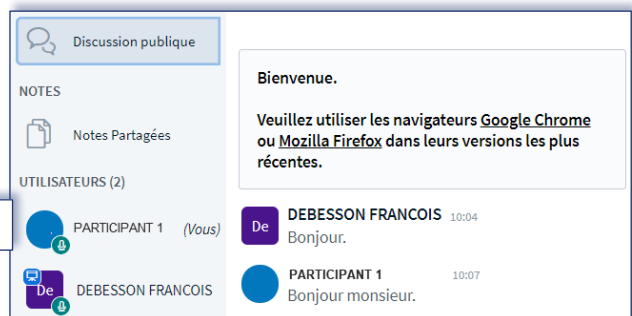 Discussion publique
NOTES
Notes Partagées
UTILISATEURS (2)
PARTICIPANT 1 (Vous)
De DEBESSON FRANCOIS
Bienvenue.
Veuillez utiliser les navigateurs Google Chrome
ou Mozilla Firefox dans leurs versions les plus
récentes.
De DEBESSON FRANCOIS 10:04
Bonjour.
PARTICIPANT 1 10:07
Bonjour monsieur.